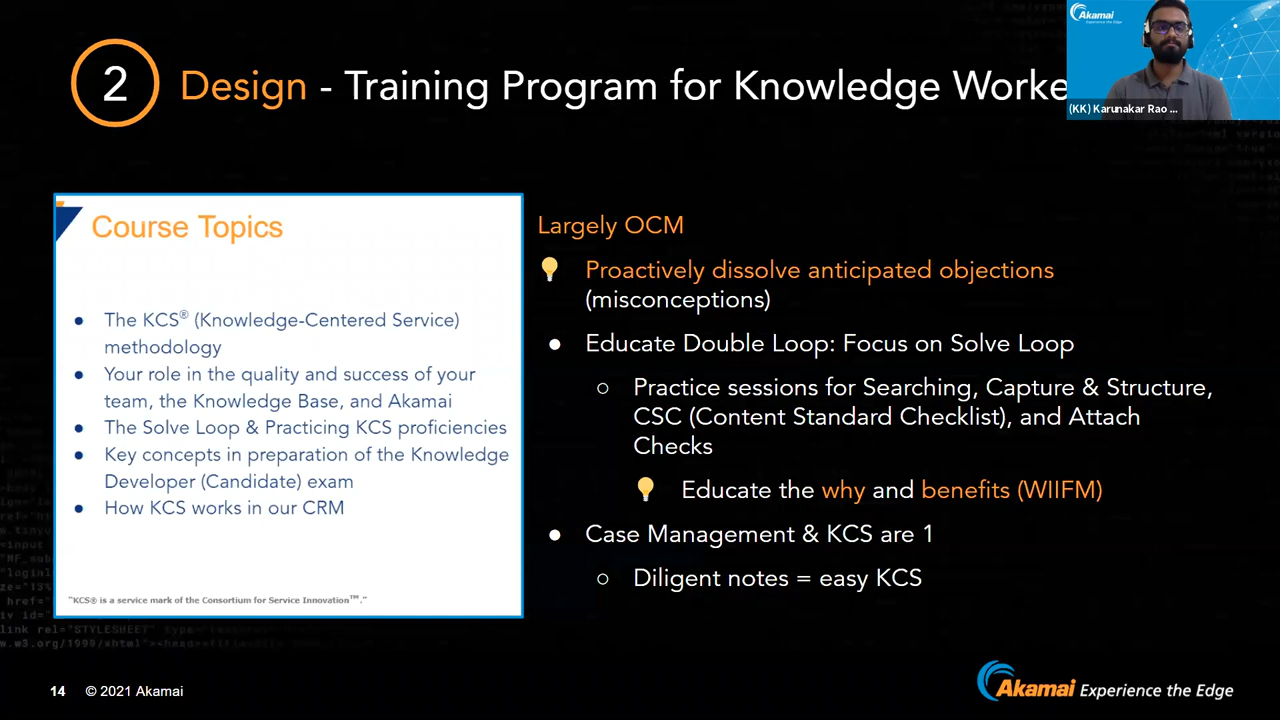 2
Design - Training Program for Knowledge Worke
Akamai
Experience the Edge
(KK) Karunakar Rao ...
Course Topics
● The KCS® (Knowledge-Centered Service)
methodology
● Your role in the quality and success of your
team, the Knowledge Base, and Akamai
● The Solve Loop & Practicing KCS proficiencies
● Key concepts in preparation of the Knowledge
Developer (Candidate) exam
● How KCS works in our CRM
"KCS® is a service mark of the Consortium for Service Innovation™."
Largely OCM
Proactively dissolve anticipated objections
(misconceptions)
● Educate Double Loop: Focus on Solve Loop
○ Practice sessions for Searching, Capture & Structure,
CSC (Content Standard Checklist), and Attach
Checks
Educate the why and benefits (WIIFM)
● Case Management & KCS are 1
○ Diligent notes = easy KCS
14 © 2021 Akamai
Akamai Experience the Edge